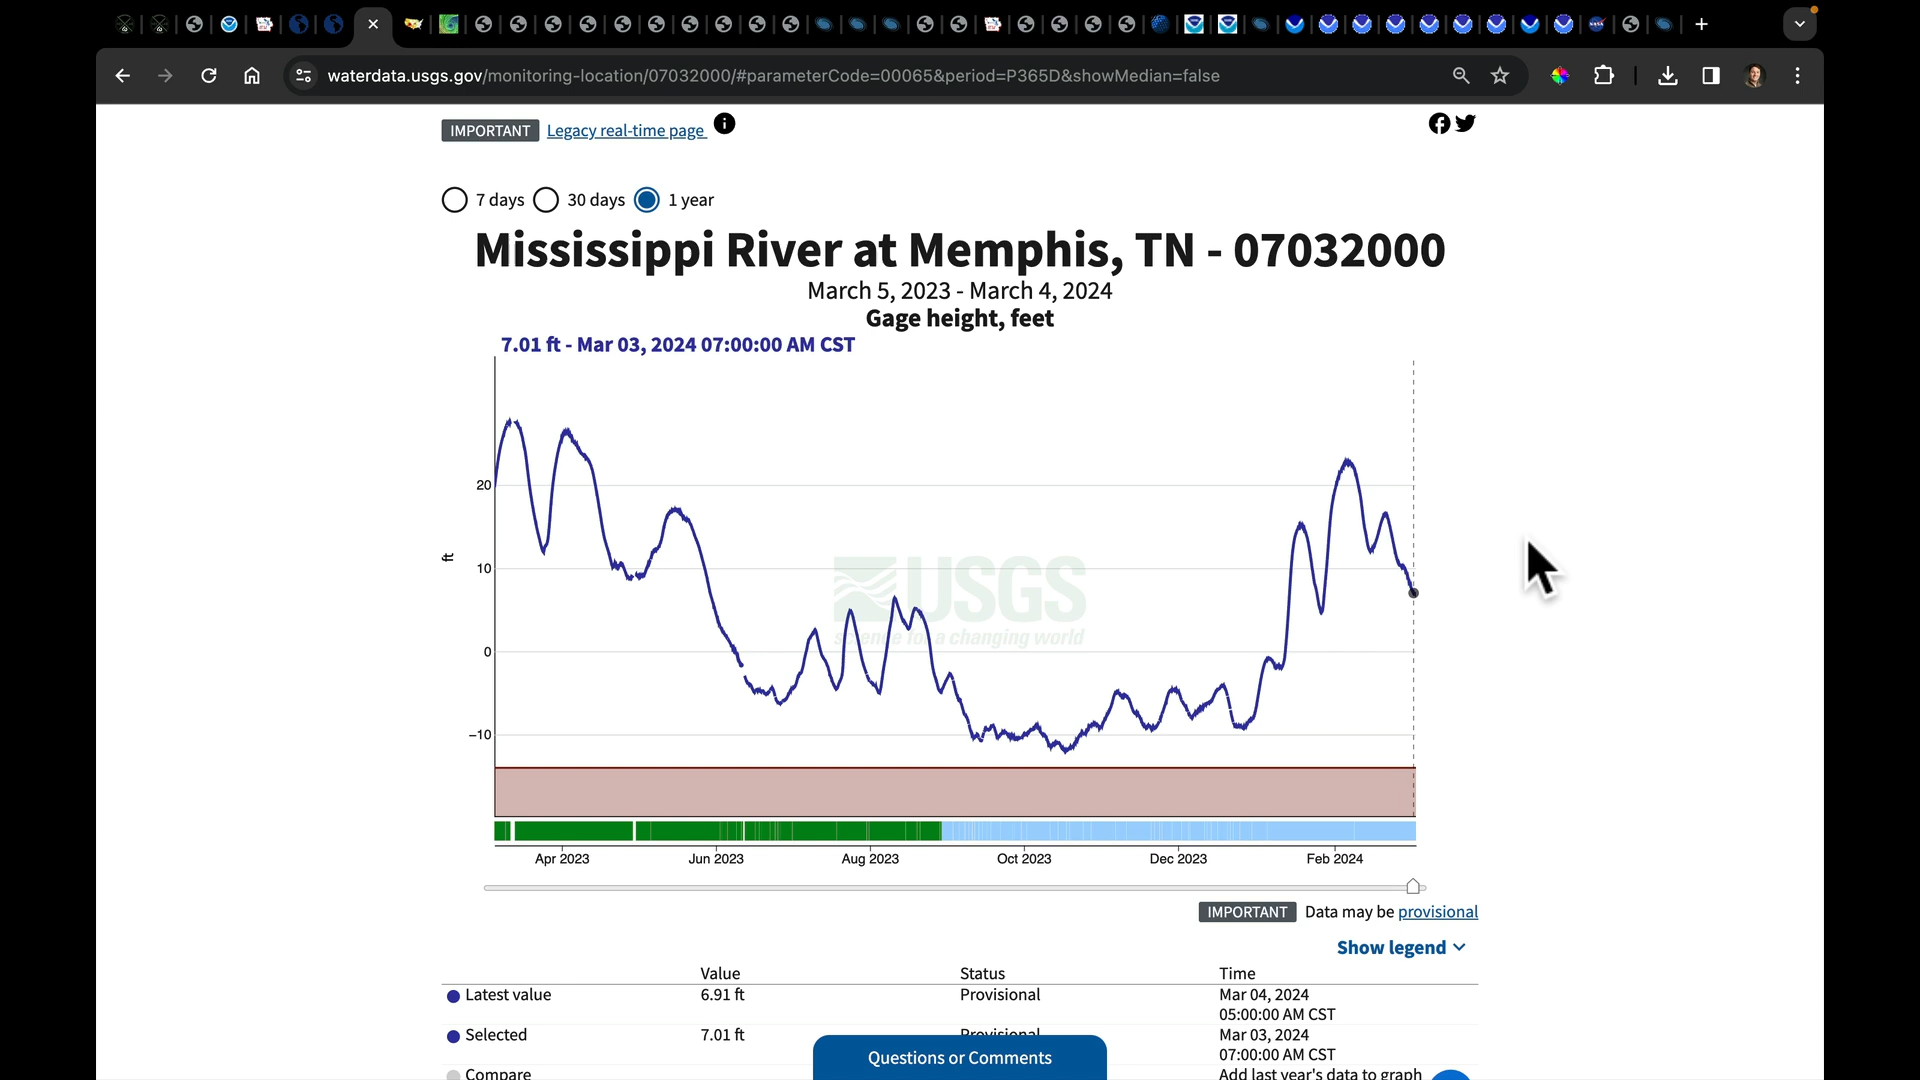 waterdata.usgs.gov/monitoring-location/07032000/#parameterCode=00065&period=P365D&showMedian=false
IMPORTANT Legacy real-time page
7 days 30 days 1 year
Mississippi River at Memphis, TN - 07032000
March 5, 2023 - March 4, 2024
Gage height, feet
7.01 ft - Mar 03, 2024 07:00:00 AM CST
20
10
0
-10
ft
USGS
science for a changing world
Apr 2023 Jun 2023 Aug 2023 Oct 2023 Dec 2023 Feb 2024
IMPORTANT Data may be provisional
Show legend
Value Status Time
Latest value 6.91 ft Provisional Mar 04, 2024
05:00:00 AM CST
Selected 7.01 ft Provisional Mar 03, 2024
07:00:00 AM CST
Questions or Comments
Compare Add last year's data to graph